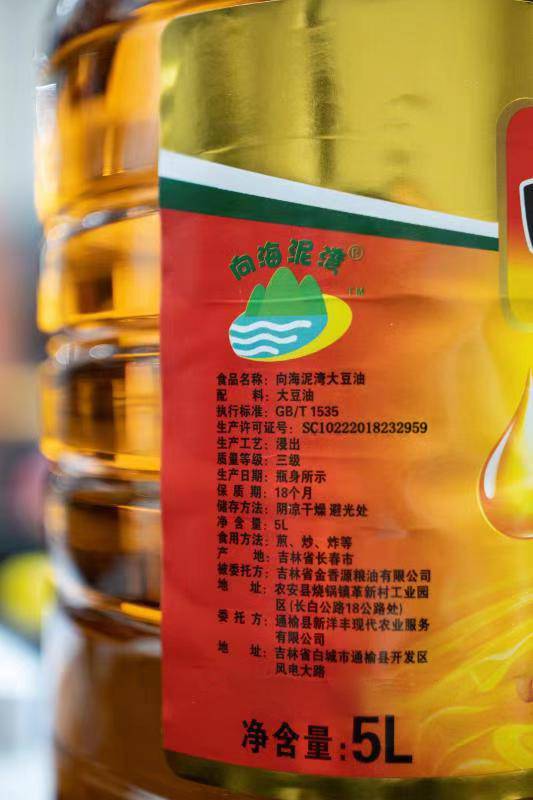 向海泥湾®
TM
食品名称：向海泥湾大豆油
配 料：大豆油
执行标准：GB/T 1535
生产许可证号：SC10222018232959
生产工艺：浸出
质量等级：三级
生产日期：瓶身所示
保 质 期：18个月
储存方法：阴凉干燥 避光处
净 含 量：5L
食用方法：煎、炒、炸等
产 地：吉林省长春市
被委托方：吉林省金香源粮油有限公司
地 址：农安县烧锅镇革新村工业园
区（长白公路18公路处）
委 托 方：通榆县新洋丰现代农业服务
有限公司
地 址：吉林省白城市通榆县开发区
风电大路
净含量：5L